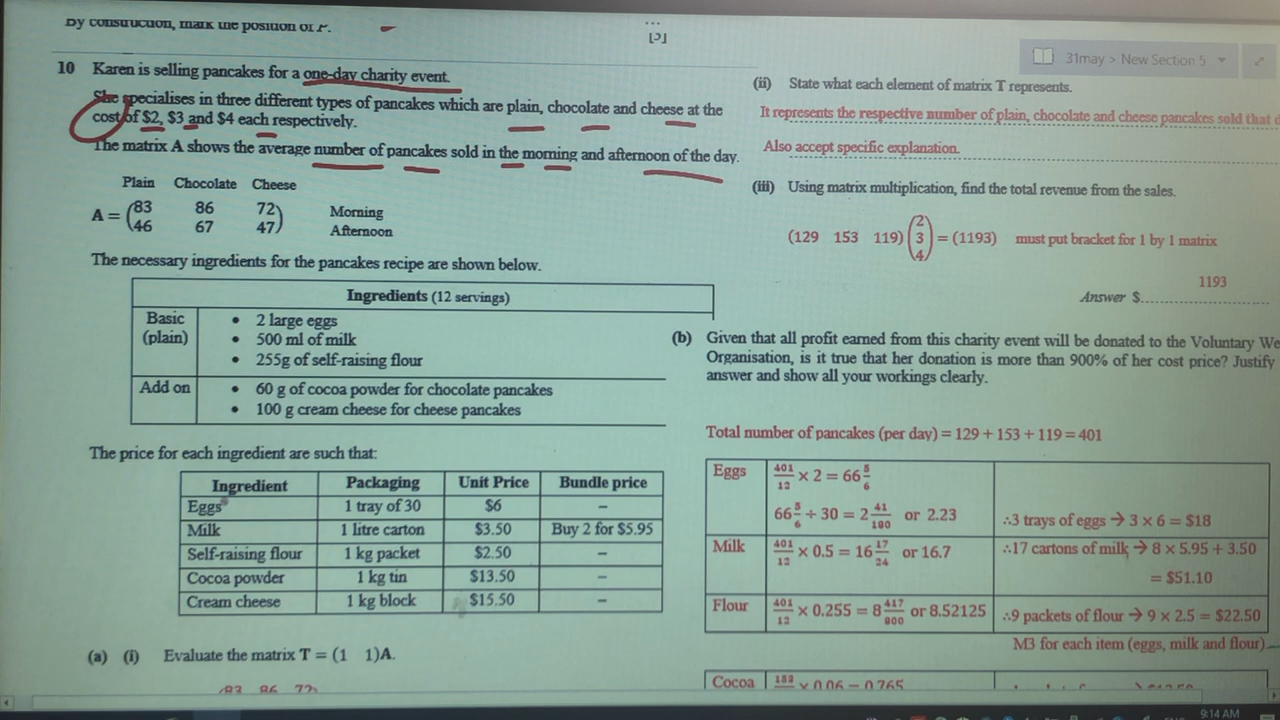 By construction, mark the position of P.
...
[5]
31may > New Section 5
10 Karen is selling pancakes for a one-day charity event.
She specialises in three different types of pancakes which are plain, chocolate and cheese at the
cost of $2, $3 and $4 each respectively.
The matrix A shows the average number of pancakes sold in the morning and afternoon of the day.
Plain Chocolate Cheese
A = (83 86 72) Morning
(46 67 47) Afternoon
The necessary ingredients for the pancakes recipe are shown below.
Ingredients (12 servings)
Basic (plain)
• 2 large eggs
• 500 ml of milk
• 255g of self-raising flour
Add on
• 60 g of cocoa powder for chocolate pancakes
• 100 g cream cheese for cheese pancakes
The price for each ingredient are such that:
Ingredient Packaging Unit Price Bundle price
Eggs 1 tray of 30 $6 –
Milk 1 litre carton $3.50 Buy 2 for $5.95
Self-raising flour 1 kg packet $2.50 –
Cocoa powder 1 kg tin $13.50 –
Cream cheese 1 kg block $15.50 –
(a) (i) Evaluate the matrix T = (1 1)A.
(83 86 72)
(ii) State what each element of matrix T represents.
It represents the respective number of plain, chocolate and cheese pancakes sold that
Also accept specific explanation.
(iii) Using matrix multiplication, find the total revenue from the sales.
(129 153 119) (2 3 4) = (1193) must put bracket for 1 by 1 matrix
1193
Answer $
(b) Given that all profit earned from this charity event will be donated to the Voluntary
Organisation, is it true that her donation is more than 900% of her cost price? Justify
answer and show all your workings clearly.
Total number of pancakes (per day) = 129 + 153 + 119 = 401
Eggs 401/12 × 2 = 66 5/6
66 5/6 ÷ 30 = 2 41/180 or 2.23 ∴3 trays of eggs → 3 × 6 = $18
Milk 401/12 × 0.5 = 16 17/24 or 16.7 ∴17 cartons of milk → 8 × 5.95 + 3.50
= $51.10
Flour 401/12 × 0.255 = 8 417/800 or 8.52125 ∴9 packets of flour → 9 × 2.5 = $22.50
M3 for each item (eggs, milk and flour)
Cocoa 153/12 × 0.06 = 0.765
9:14 AM